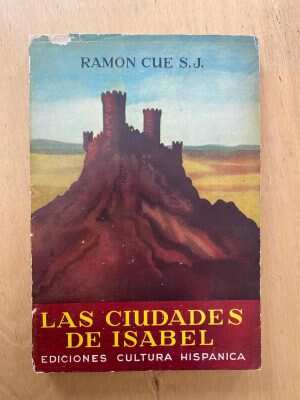 RAMON CUE S.J.
LAS CIUDADES
DE ISABEL
EDICIONES CULTURA HISPANICA